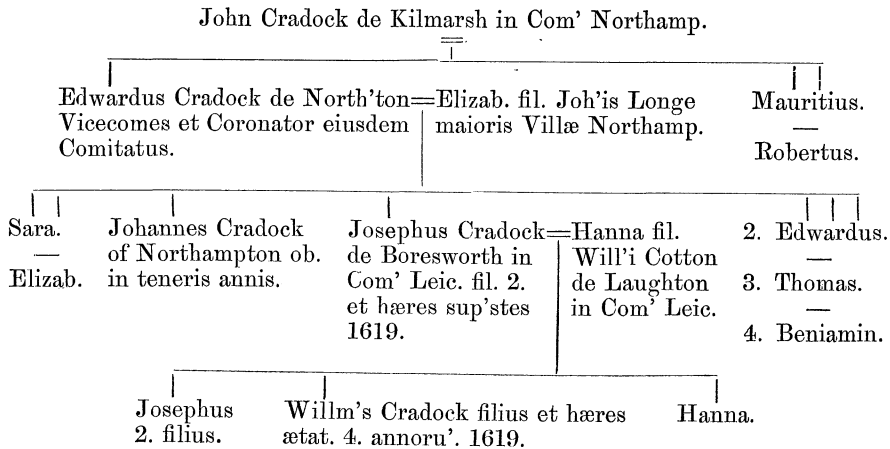 John Cradock de Kilmarsh in Com' Northamp.
Edwardus Cradock de North'ton=Elizab. fil. Joh'is Longe
Vicecomes et Coronator eiusdem maioris Villæ Northamp.
Comitatus.
Mauritius.
—
Robertus.
Sara.
—
Elizab.
Johannes Cradock
of Northampton ob.
in teneris annis.
Josephus Cradock=Hanna fil.
de Boresworth in Will'i Cotton
Com' Leic. fil. 2. de Laughton
et hæres sup'stes in Com' Leic.
1619.
2. Edwardus.
—
3. Thomas.
—
4. Beniamin.
Josephus
2. filius.
Willm's Cradock filius et hæres
ætat. 4. annoru'. 1619.
Hanna.